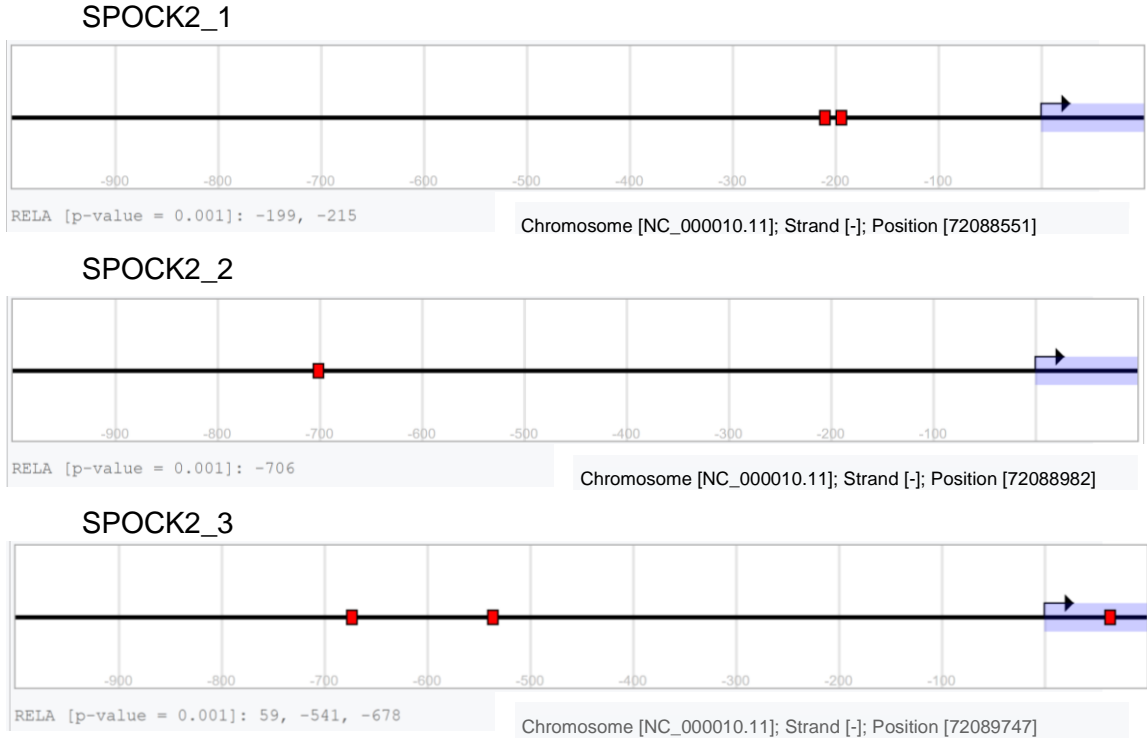 SPOCK2_1
-900 -800 -700 -600 -500 -400 -300 -200 -100
RELA [p-value = 0.001]: -199, -215
Chromosome [NC_000010.11]; Strand [-]; Position [72088551]
SPOCK2_2
-900 -800 -700 -600 -500 -400 -300 -200 -100
RELA [p-value = 0.001]: -706
Chromosome [NC_000010.11]; Strand [-]; Position [72088982]
SPOCK2_3
-900 -800 -700 -600 -500 -400 -300 -200 -100
RELA [p-value = 0.001]: 59, -541, -678
Chromosome [NC_000010.11]; Strand [-]; Position [72089747]